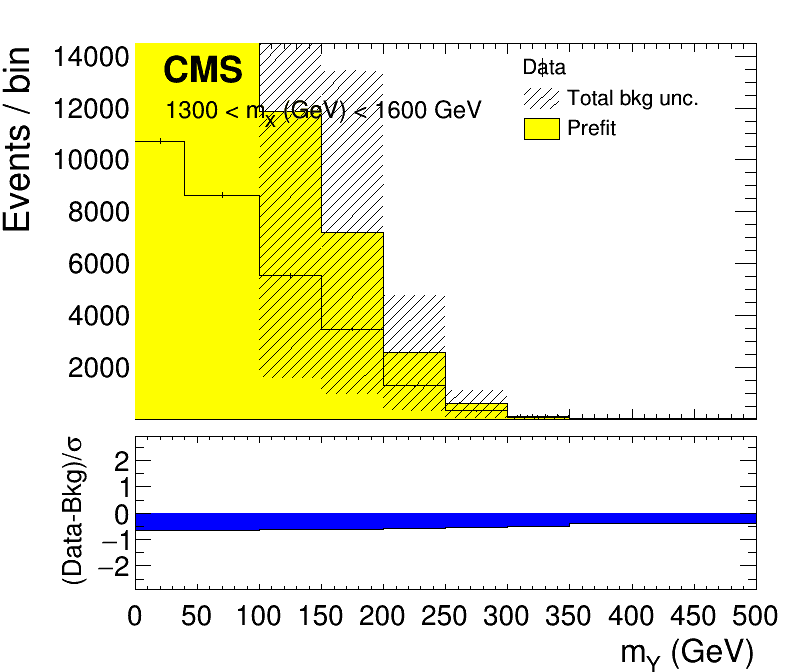 Events / bin
14000
12000
10000
8000
6000
4000
2000
CMS
1300 < mX (GeV) < 1600 GeV
Data
Total bkg unc.
Prefit
(Data-Bkg)/σ
2
1
0
−1
−2
0 50 100 150 200 250 300 350 400 450 500
mY (GeV)